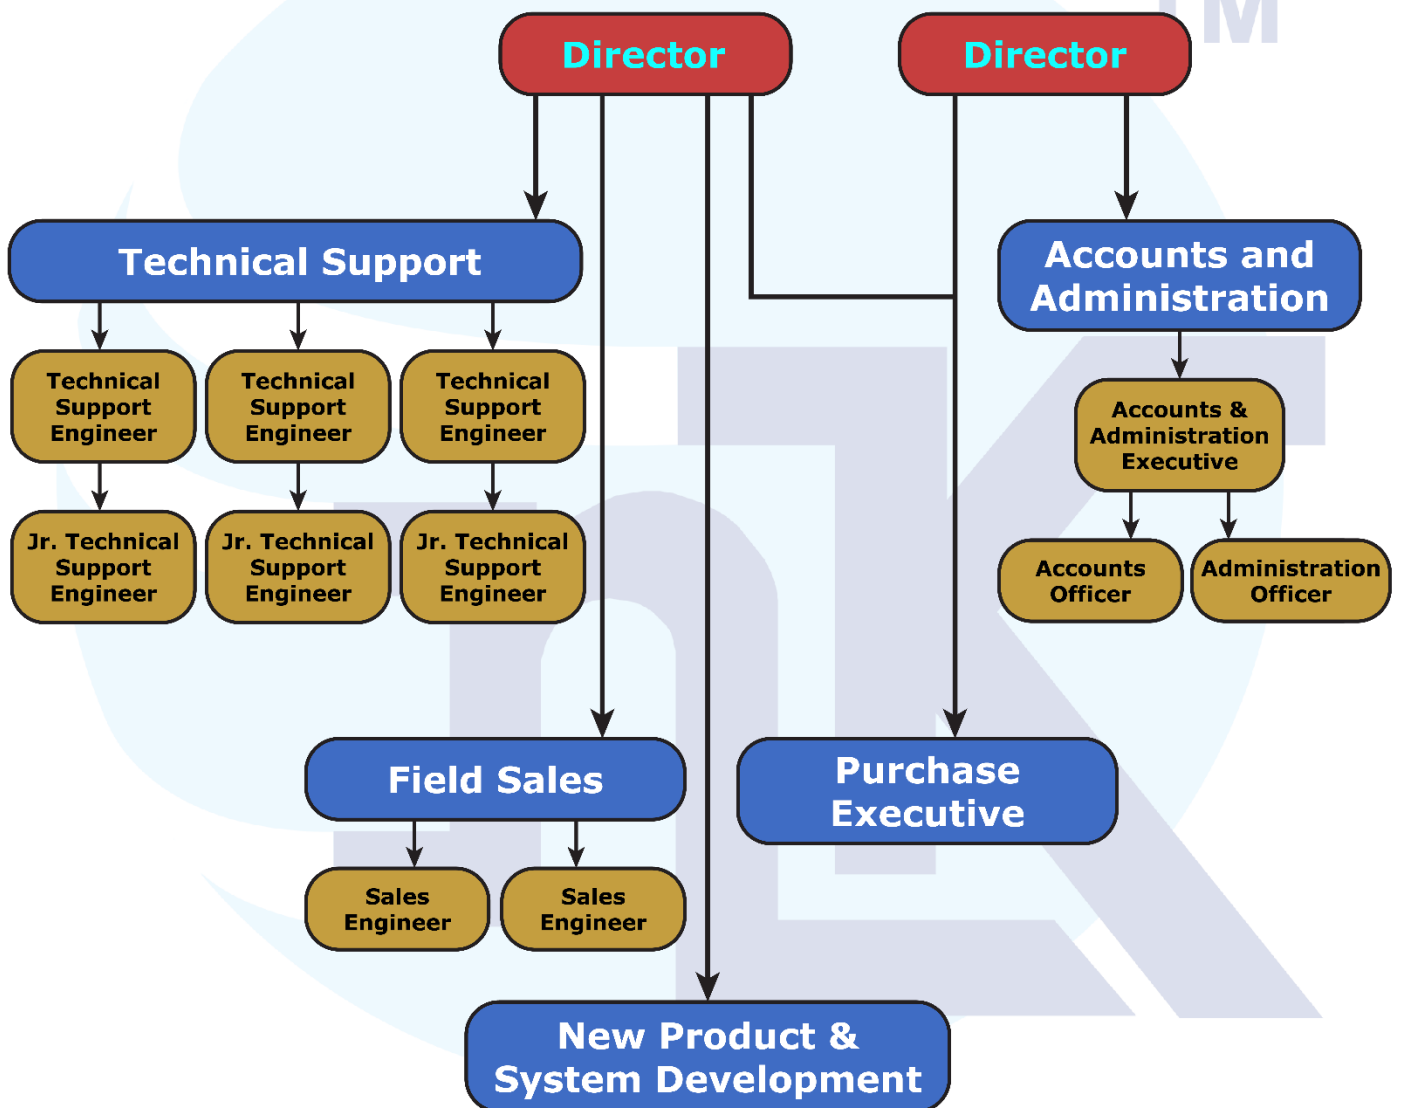 TM
Director
Director
Technical Support
Accounts and
Administration
Technical
Support
Engineer
Technical
Support
Engineer
Technical
Support
Engineer
Accounts &
Administration
Executive
Jr. Technical
Support
Engineer
Jr. Technical
Support
Engineer
Jr. Technical
Support
Engineer
Accounts
Officer
Administration
Officer
Field Sales
Purchase
Executive
Sales
Engineer
Sales
Engineer
New Product &
System Development